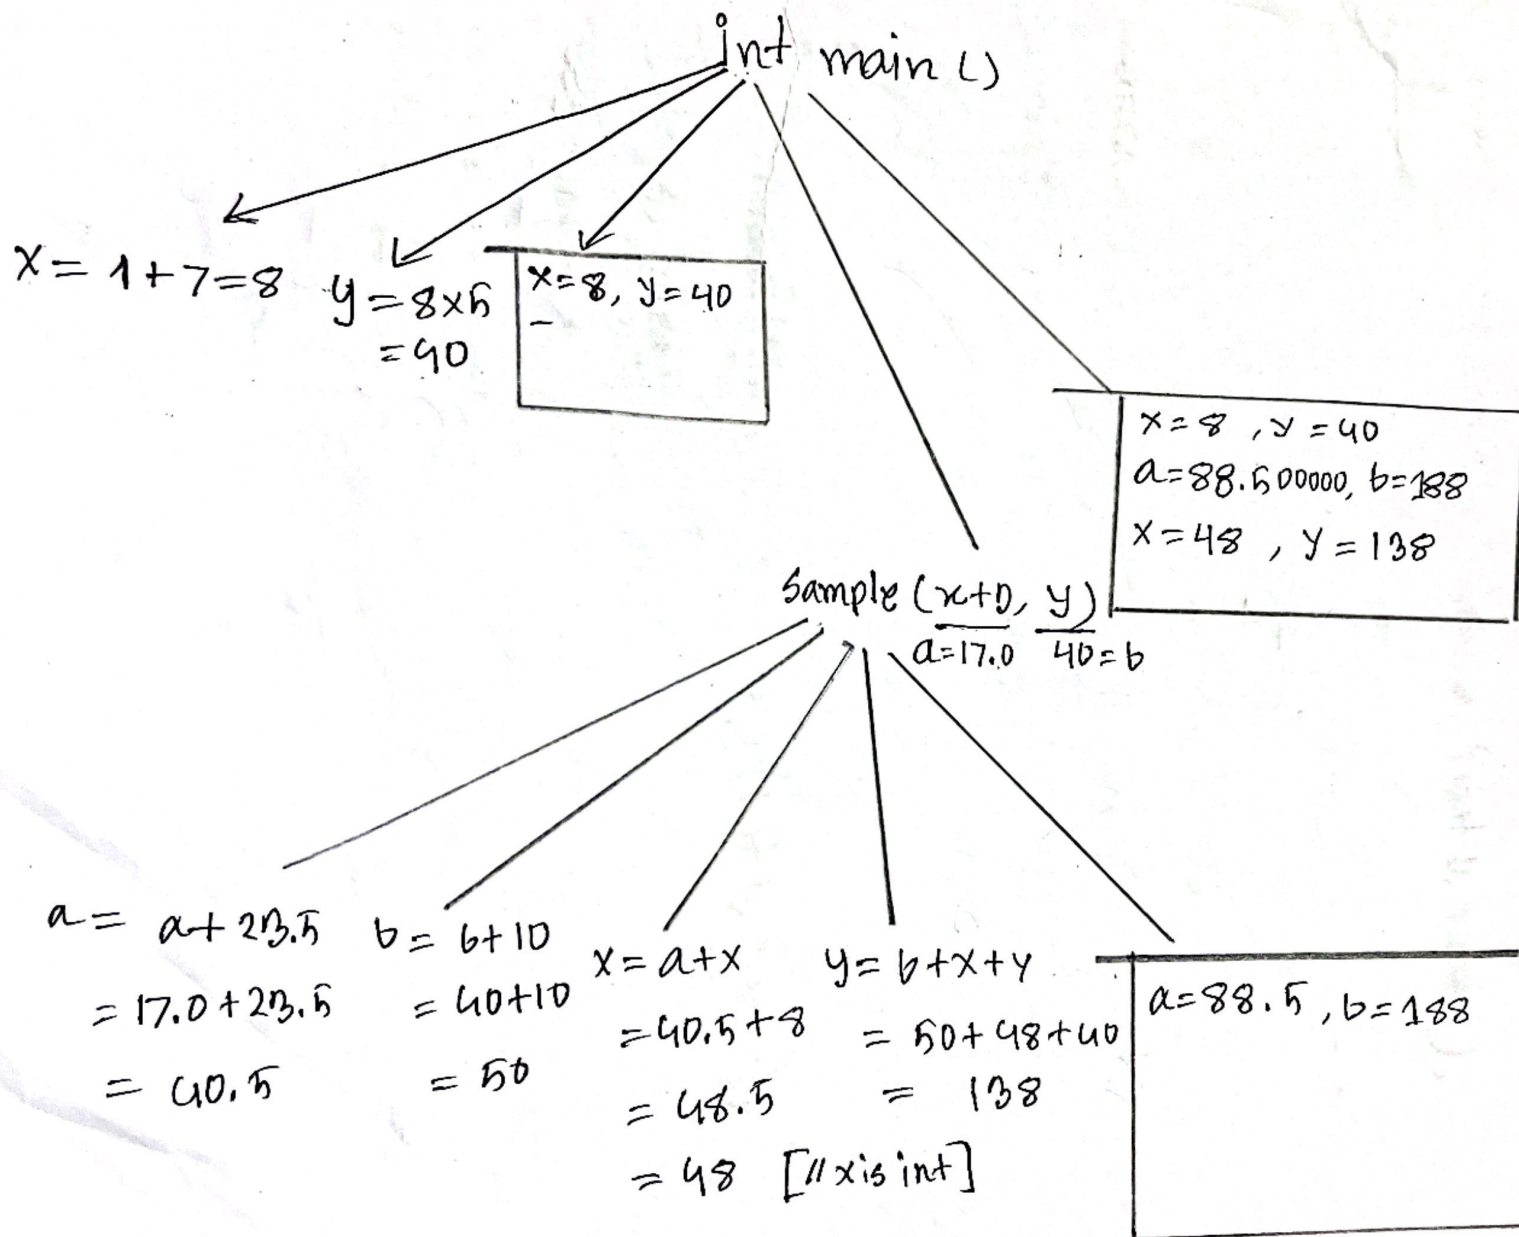 int main ()
x = 1+7=8
y = 8x5
= 40
x=8, y=40
x=8, y=40
a=88.500000, b=188
x=48, y=138
Sample (x+9, y)
a=17.0 40=b
a = a+23.5
= 17.0+23.5
= 40.5
b = b+10
= 40+10
= 50
x = a+x
= 40.5+8
= 48.5
= 48 [// x is int]
y = b+x+y
= 50+48+40
= 138
a=88.5, b=188